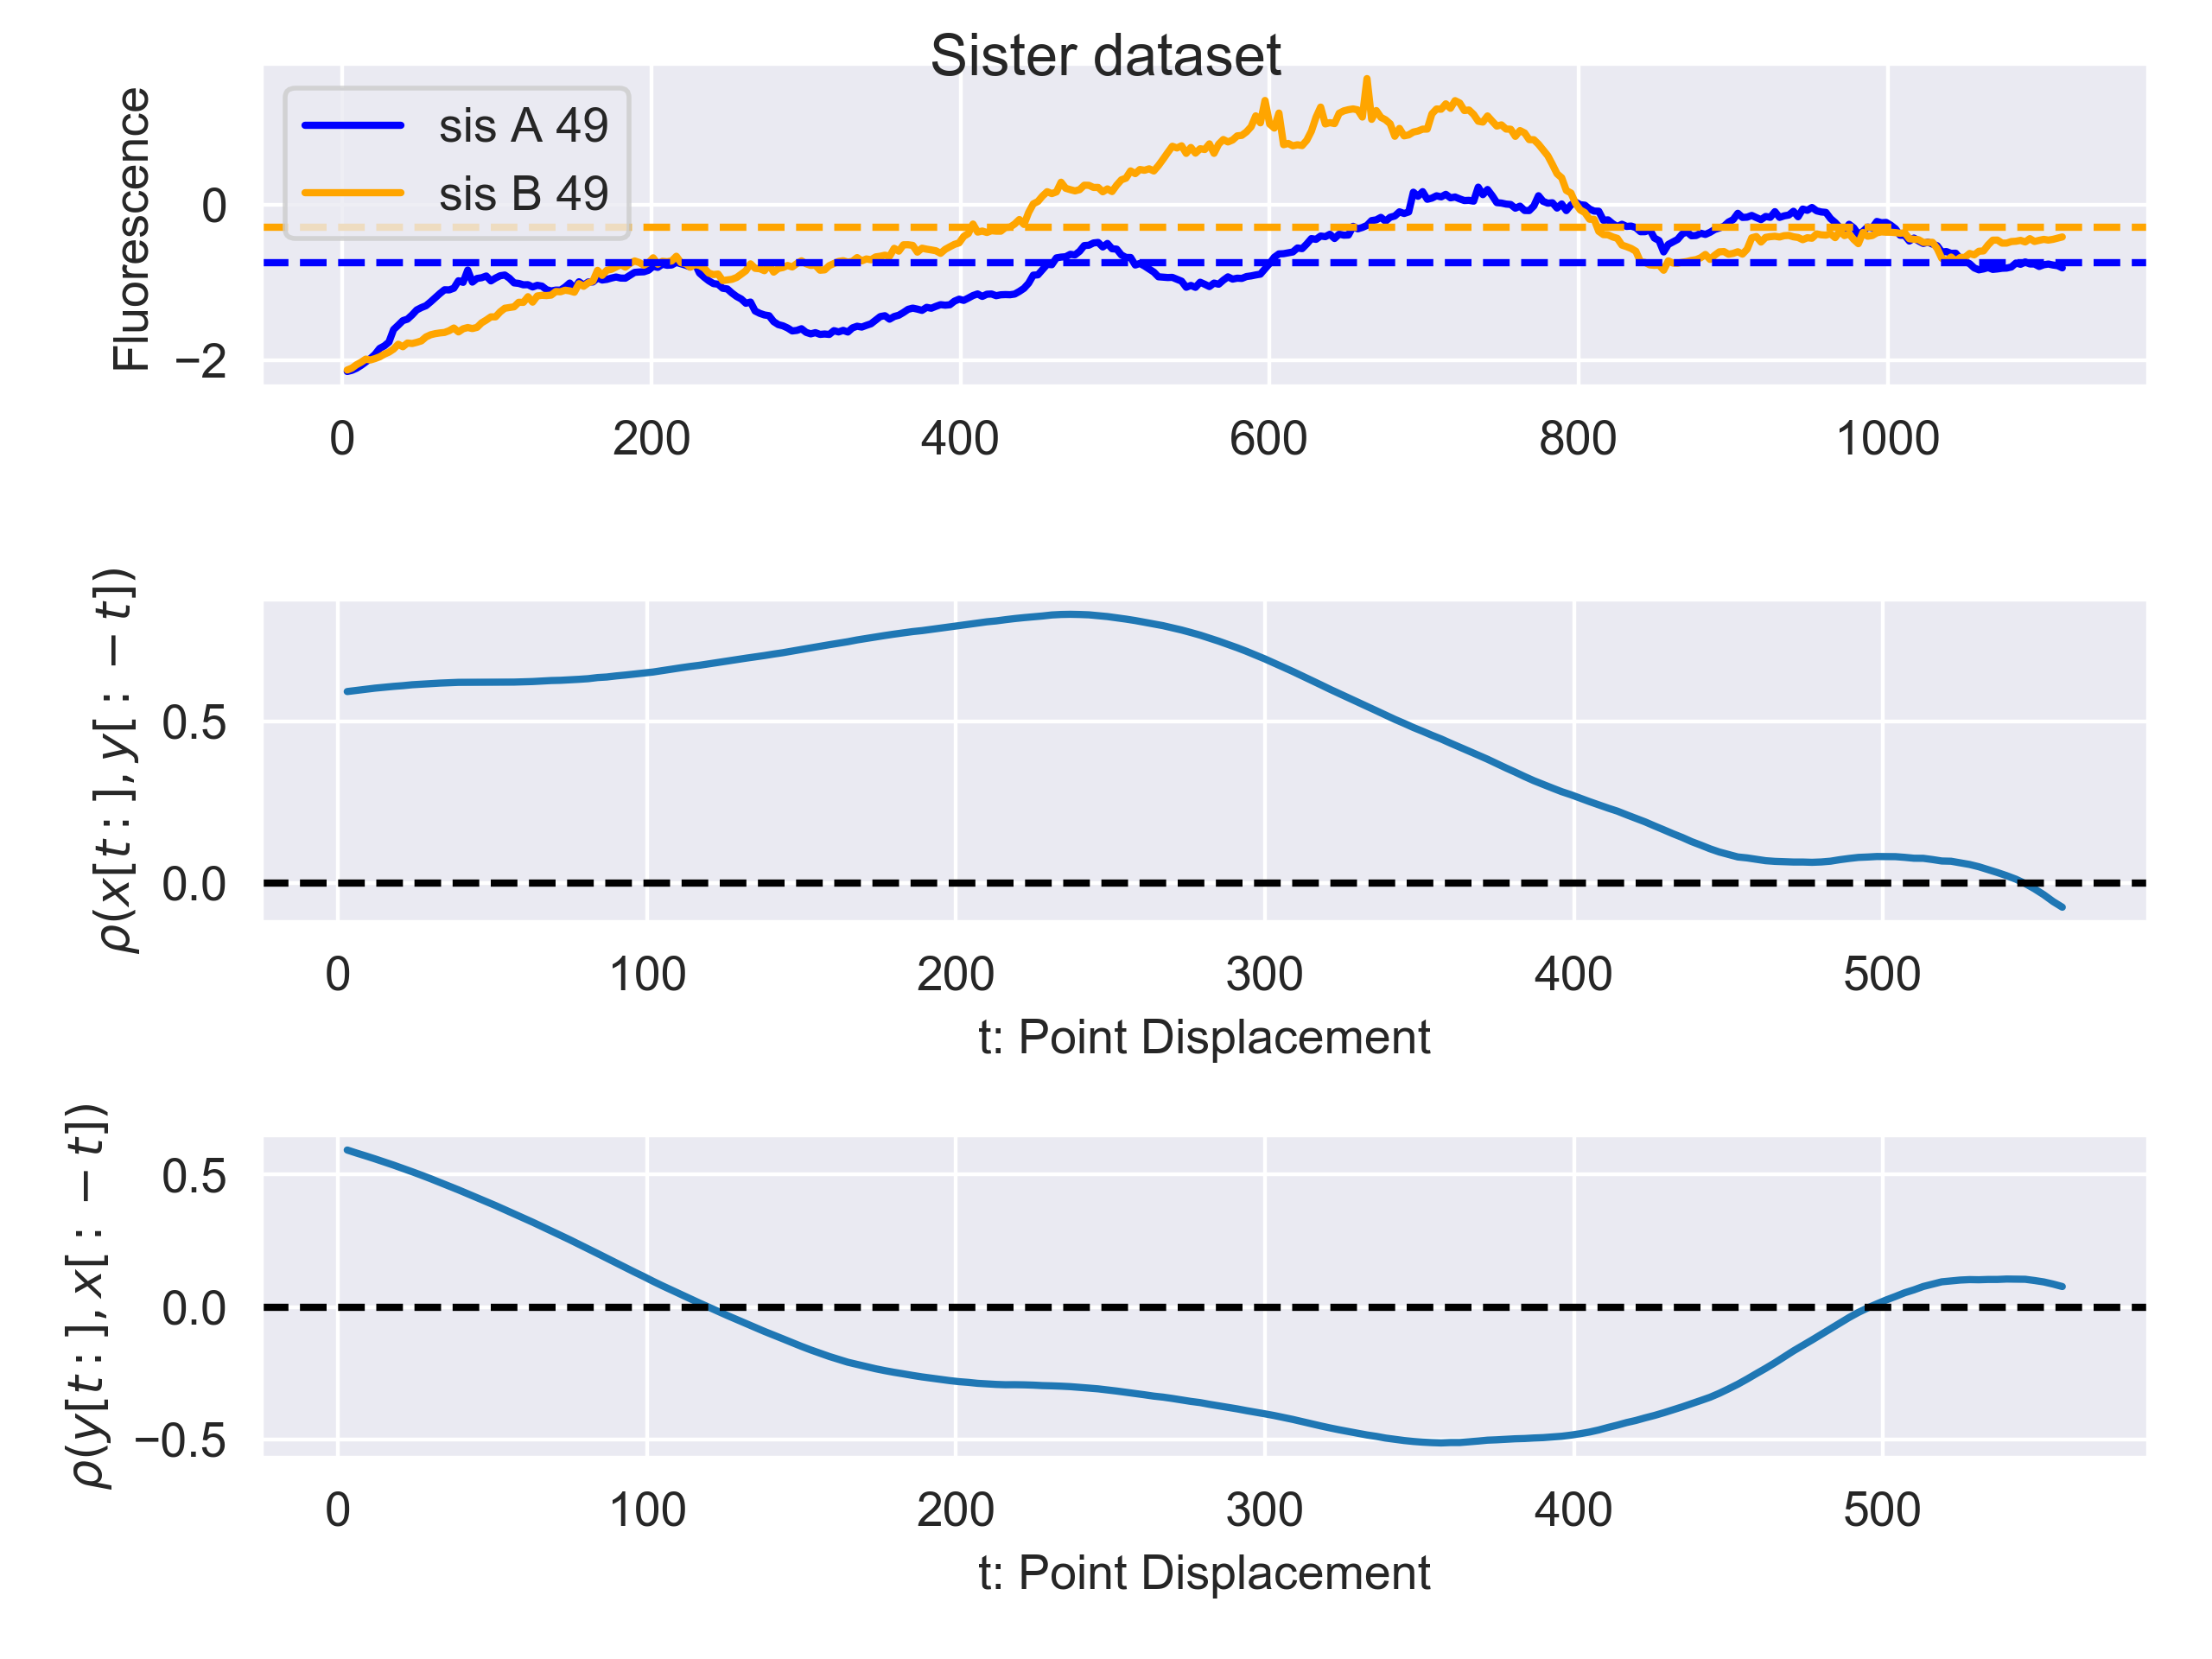 Sister dataset
Fluorescence
sis A 49
sis B 49
0
−2
0 200 400 600 800 1000
ρ(x[t:], y[: − t])
0.5
0.0
0 100 200 300 400 500
t: Point Displacement
ρ(y[t:], x[: − t])
0.5
0.0
−0.5
0 100 200 300 400 500
t: Point Displacement